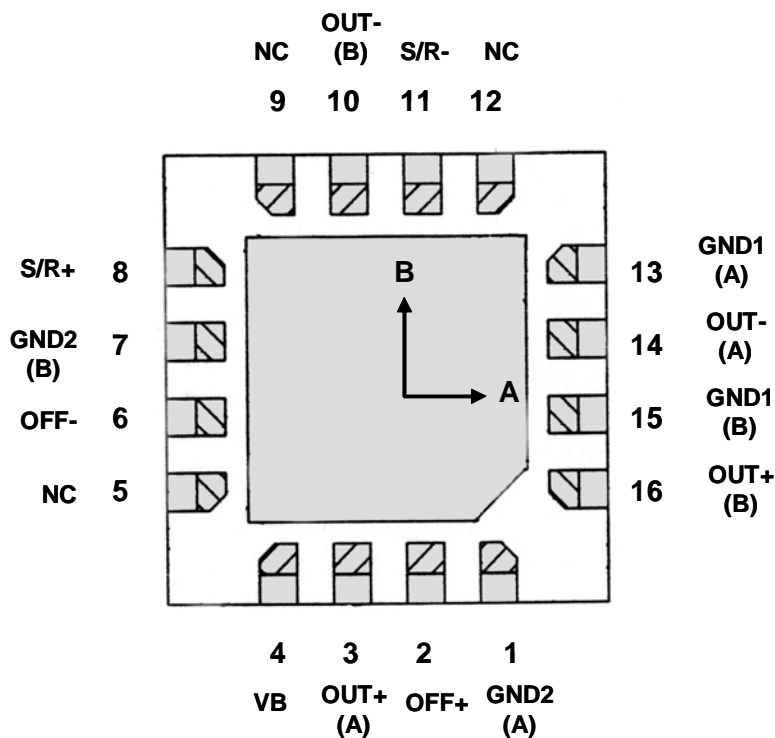 OUT-
NC (B) S/R- NC
9 10 11 12
S/R+ 8
GND2 7
(B)
OFF- 6
NC 5
B
A
13 GND1
(A)
14 OUT-
(A)
15 GND1
(B)
16 OUT+
(B)
4 3 2 1
VB OUT+ OFF+ GND2
(A) (A)